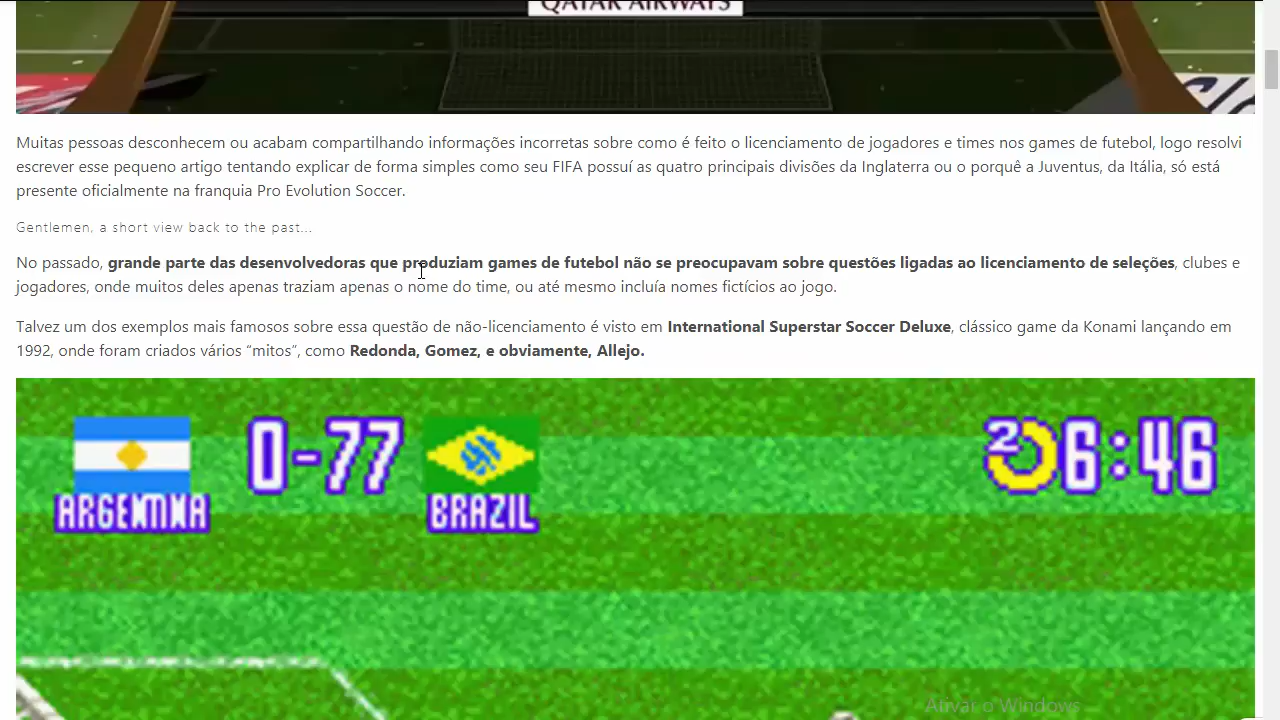 QATAR AIRWAYS
Muitas pessoas desconhecem ou acabam compartilhando informações incorretas sobre como é feito o licenciamento de jogadores e times nos games de futebol, logo resolvi
escrever esse pequeno artigo tentando explicar de forma simples como seu FIFA possuí as quatro principais divisões da Inglaterra ou o porquê a Juventus, da Itália, só está
presente oficialmente na franquia Pro Evolution Soccer.
Gentlemen, a short view back to the past...
No passado, grande parte das desenvolvedoras que produziam games de futebol não se preocupavam sobre questões ligadas ao licenciamento de seleções, clubes e
jogadores, onde muitos deles apenas traziam apenas o nome do time, ou até mesmo incluía nomes fictícios ao jogo.
Talvez um dos exemplos mais famosos sobre essa questão de não-licenciamento é visto em International Superstar Soccer Deluxe, clássico game da Konami lançando em
1992, onde foram criados vários “mitos”, como Redonda, Gomez, e obviamente, Allejo.
0-77 2 6:46
ARGENTINA BRAZIL
Ativar o Windows